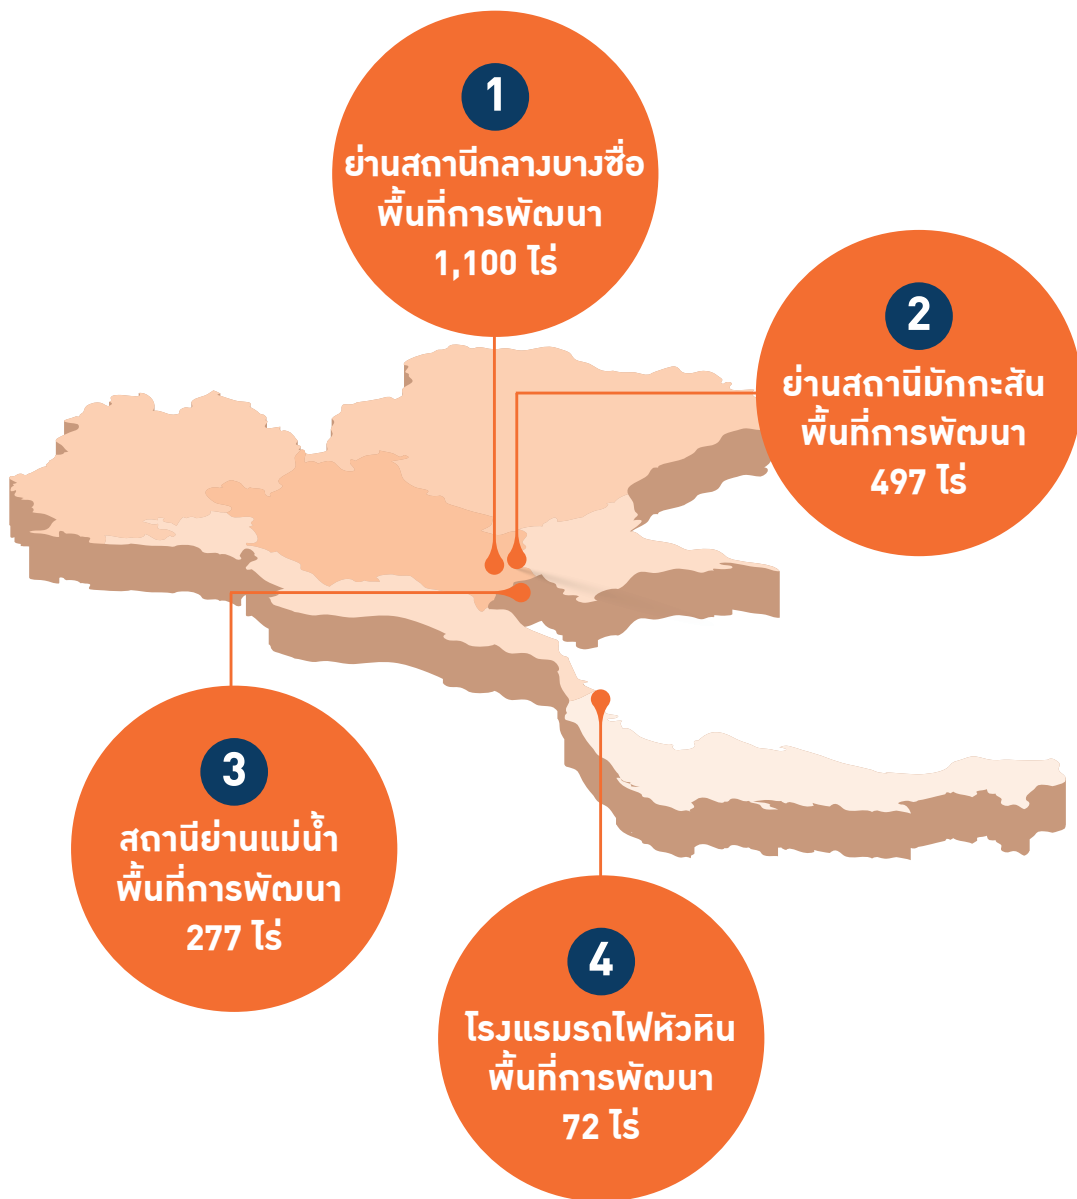 1
ย่านสถานีกลางบางซื่อ
พื้นที่การพัฒนา
1,100 ไร่
2
ย่านสถานีมักกะสัน
พื้นที่การพัฒนา
497 ไร่
3
สถานีย่านแม่น้ำ
พื้นที่การพัฒนา
277 ไร่
4
โรงแรมรถไฟหัวหิน
พื้นที่การพัฒนา
72 ไร่